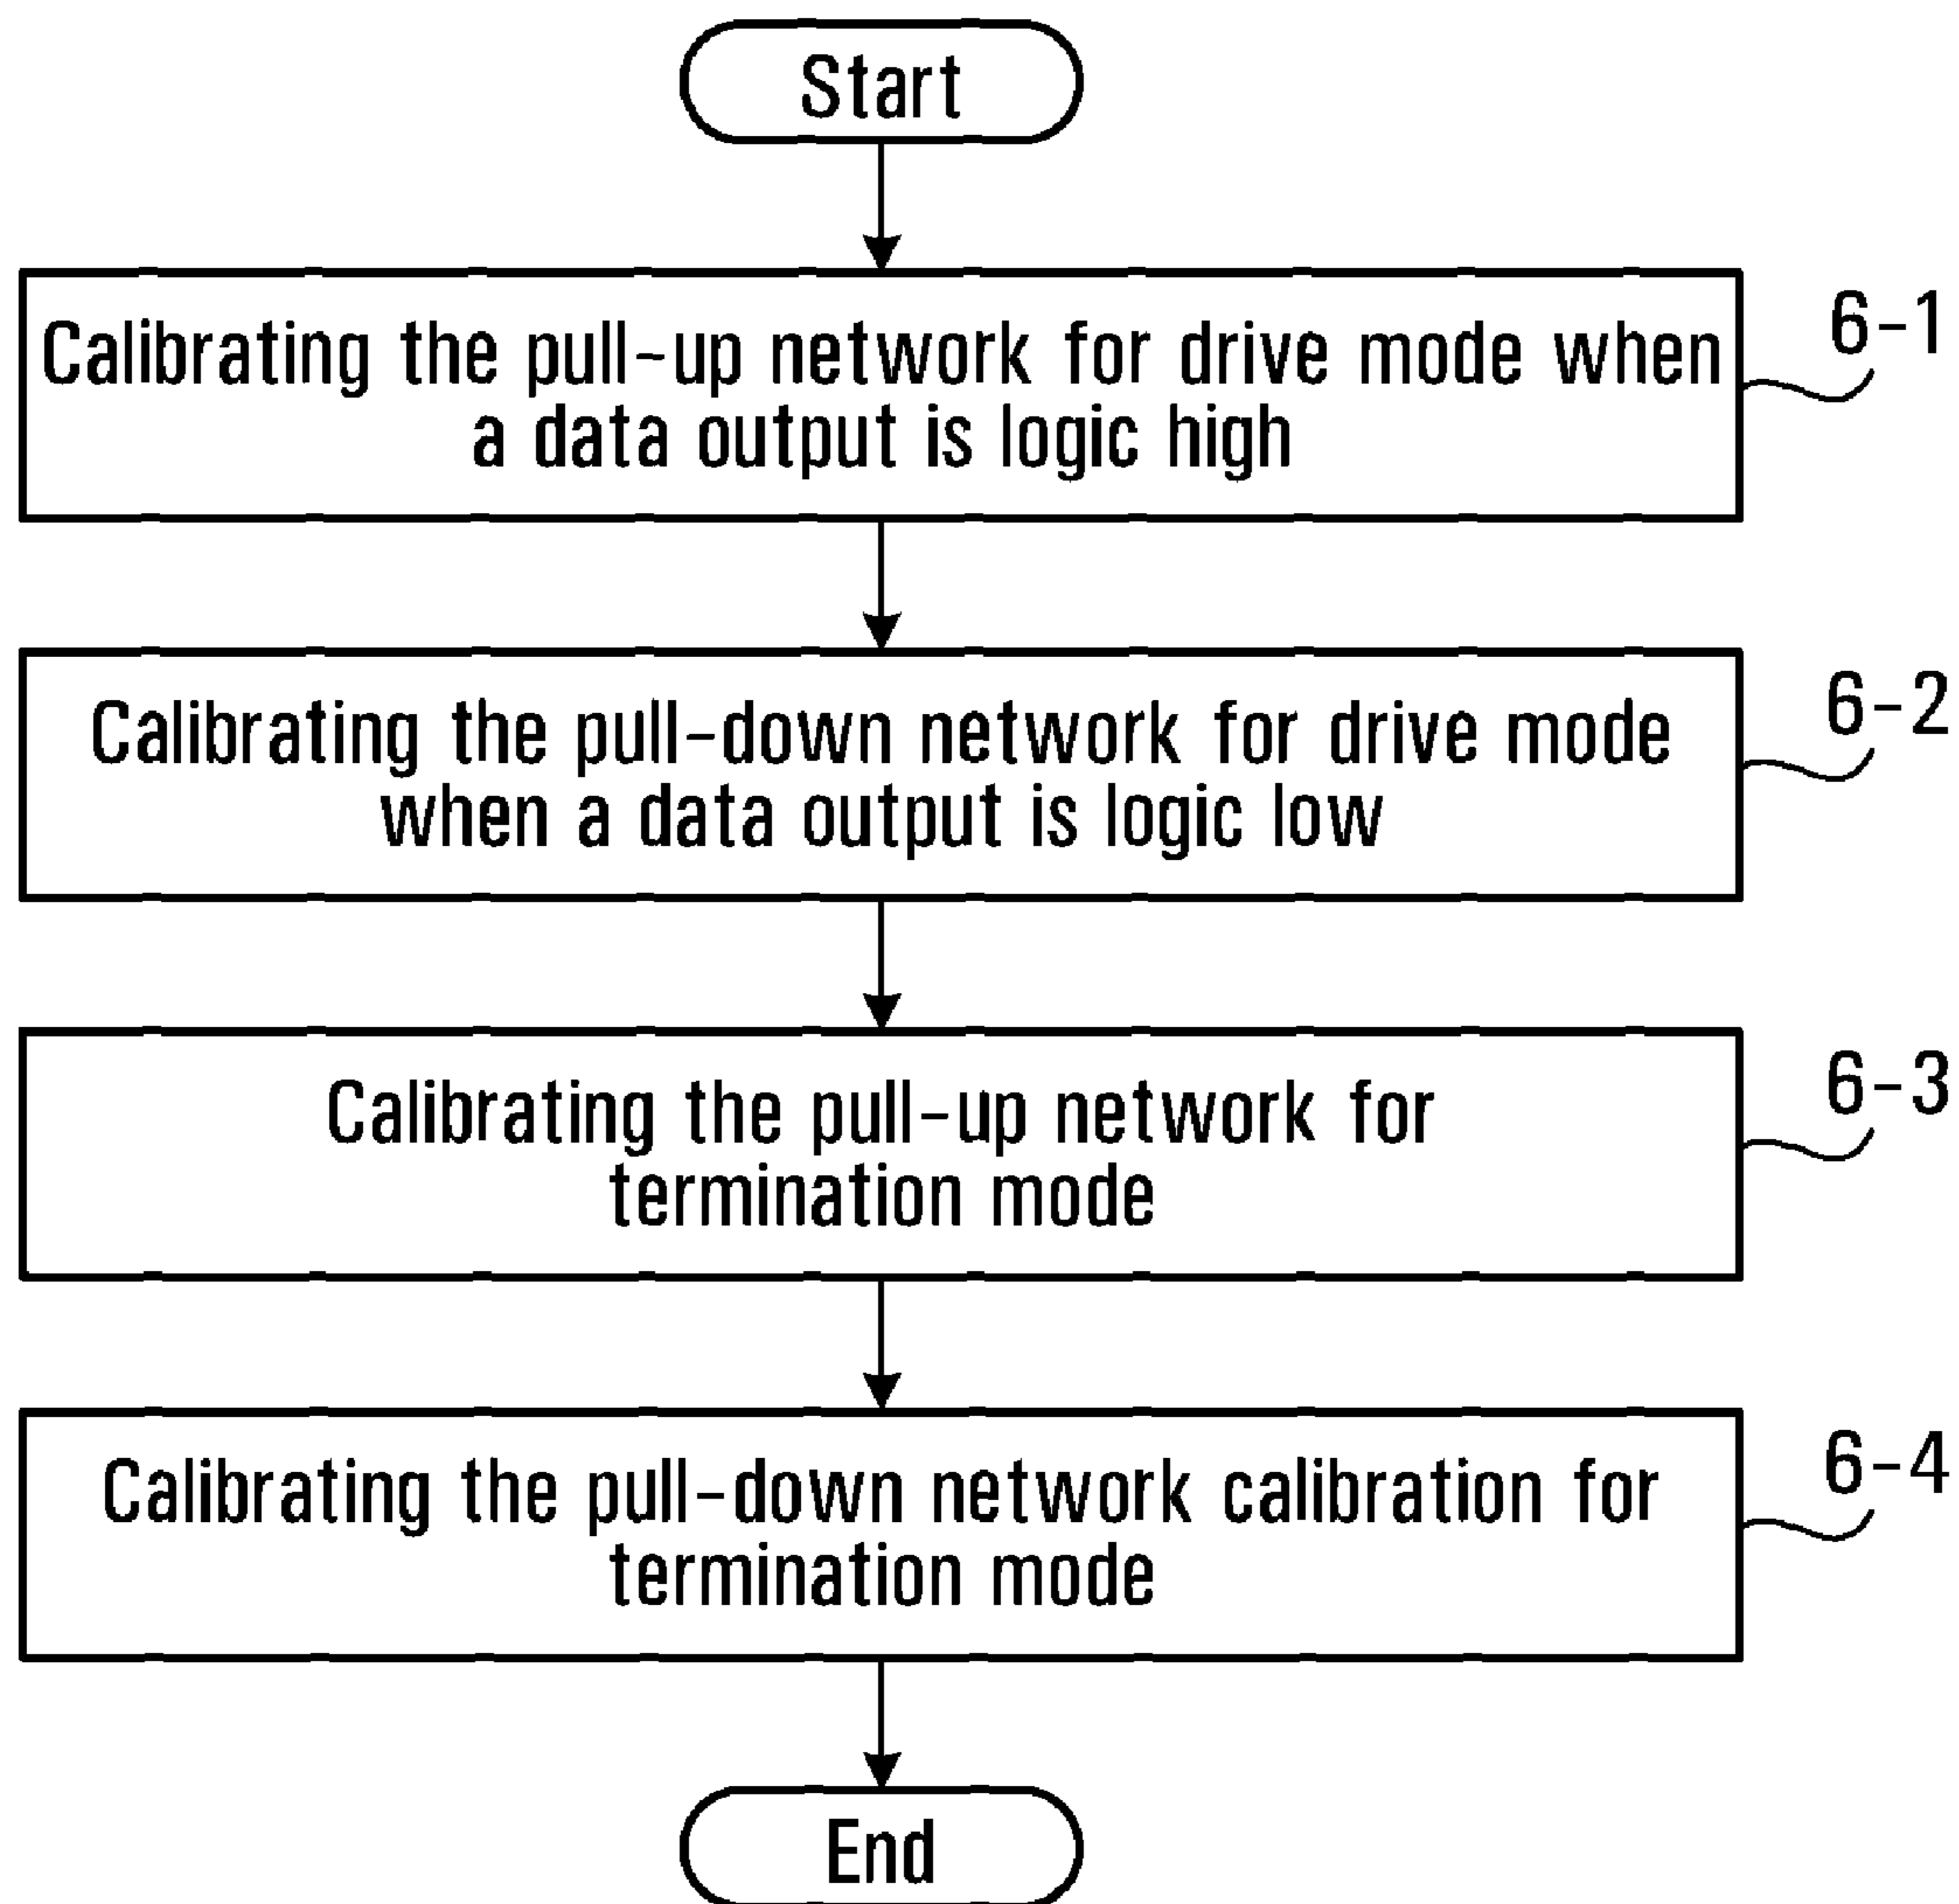 Start
Calibrating the pull-up network for drive mode when
a data output is logic high
6-1
Calibrating the pull-down network for drive mode
when a data output is logic low
6-2
Calibrating the pull-up network for
termination mode
6-3
Calibrating the pull-down network calibration for
termination mode
6-4
End